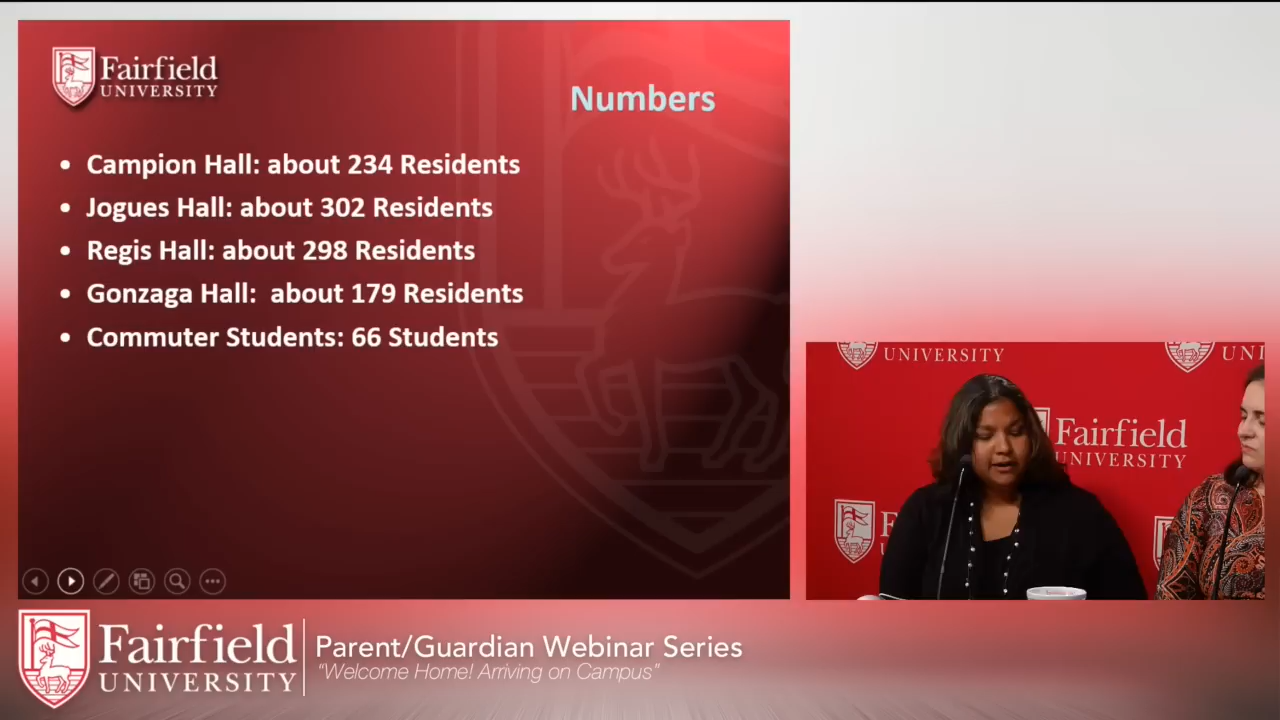 Fairfield
UNIVERSITY
Numbers
• Campion Hall: about 234 Residents
• Jogues Hall: about 302 Residents
• Regis Hall: about 298 Residents
• Gonzaga Hall:  about 179 Residents
• Commuter Students: 66 Students
UNIVERSITY
UNI
Fairfield
UNIVERSITY
F
U
Fairfield
UNIVERSITY
Parent/Guardian Webinar Series
"Welcome Home! Arriving on Campus"